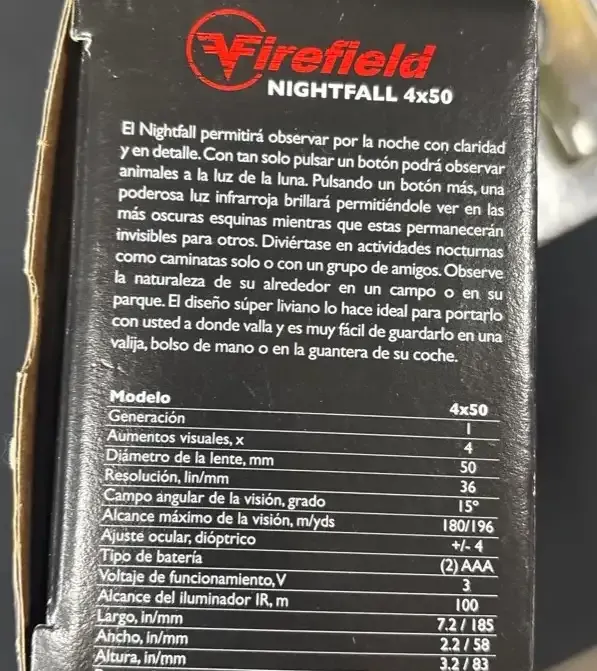 Firefield
NIGHTFALL 4x50
El Nightfall permitirá observar por la noche con claridad
y en detalle. Con tan solo pulsar un botón podrá observar
animales a la luz de la luna. Pulsando un botón más, una
poderosa luz infrarroja brillará permitiéndole ver en las
más oscuras esquinas mientras que estas permanecerán
invisibles para otros. Diviértase en actividades nocturnas
como caminatas solo o con un grupo de amigos. Observe
la naturaleza de su alrededor en un campo o en su
parque. El diseño súper liviano lo hace ideal para portarlo
con usted a donde valla y es muy fácil de guardarlo en una
valija, bolso de mano o en la guantera de su coche.
Modelo 4x50
Generación I
Aumentos visuales, x 4
Diámetro de la lente, mm 50
Resolución, lin/mm 36
Campo angular de la visión, grado 15°
Alcance máximo de la visión, m/yds 180/196
Ajuste ocular, dióptrico +/- 4
Tipo de batería (2) AAA
Voltaje de funcionamiento, V 3
Alcance del iluminador IR, m 100
Largo, in/mm 7.2 / 185
Ancho, in/mm 2.2 / 58
Altura, in/mm 3.2 / 83